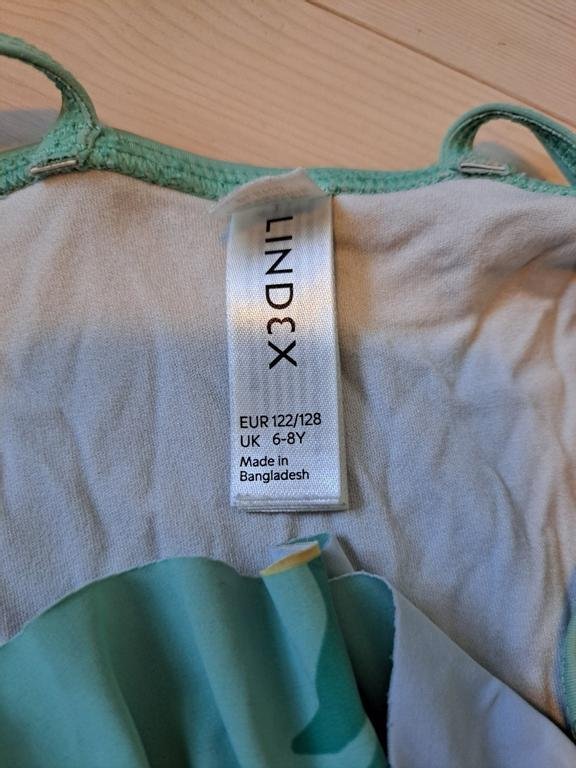 LINDEX
EUR 122/128
UK 6-8Y
Made in
Bangladesh